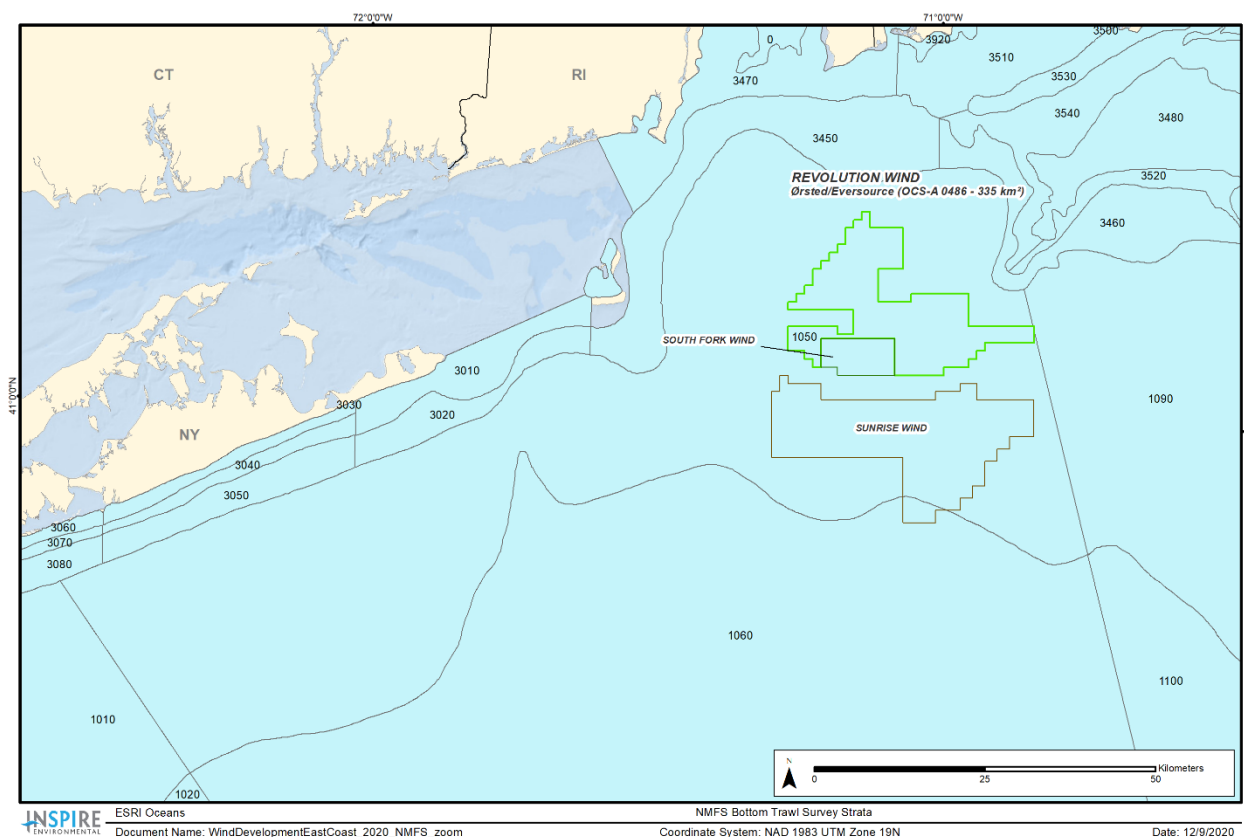 72°0'0"W
71°0'0"W
41°0'0"N
CT
RI
NY
0
3920
3500
3510
3470
3530
3540
3480
3450
3520
3460
REVOLUTION WIND
Ørsted/Eversource (OCS-A 0486 - 335 km²)
1050
SOUTH FORK WIND
3010
3030
3020
1090
SUNRISE WIND
3040
3050
3060
3070
3080
1060
1100
1010
1020
N
0
25
50
Kilometers
INSPIRE
ENVIRONMENTAL
ESRI Oceans
NMFS Bottom Trawl Survey Strata
Document Name: WindDevelopmentEastCoast_2020_NMFS_zoom
Coordinate System: NAD 1983 UTM Zone 19N
Date: 12/9/2020